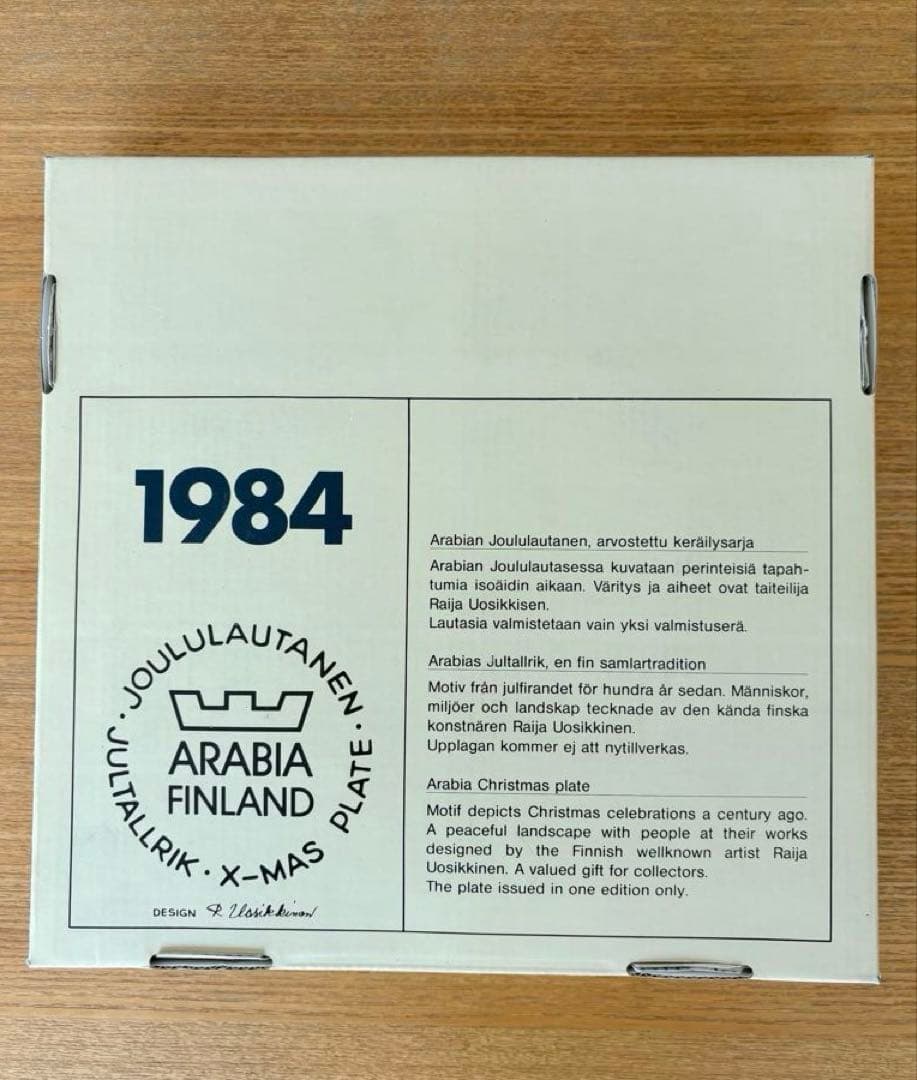 1984
JOULULAUTANEN · X-MAS PLATE · JULTALLRIK ·
ARABIA
FINLAND
DESIGN R. Uosikkinen
Arabian Joululautanen, arvostettu keräilysarja
Arabian Joululautasessa kuvataan perinteisiä tapah-
tumia isoäidin aikaan. Väritys ja aiheet ovat taiteilija
Raija Uosikkisen.
Lautasia valmistetaan vain yksi valmistuserä.
Arabias Jultallrik, en fin samlartradition
Motiv från julfirandet för hundra år sedan. Människor,
miljöer och landskap tecknade av den kända finska
konstnären Raija Uosikkinen.
Upplagan kommer ej att nytillverkas.
Arabia Christmas plate
Motif depicts Christmas celebrations a century ago.
A peaceful landscape with people at their works
designed by the Finnish wellknown artist Raija
Uosikkinen. A valued gift for collectors.
The plate issued in one edition only.